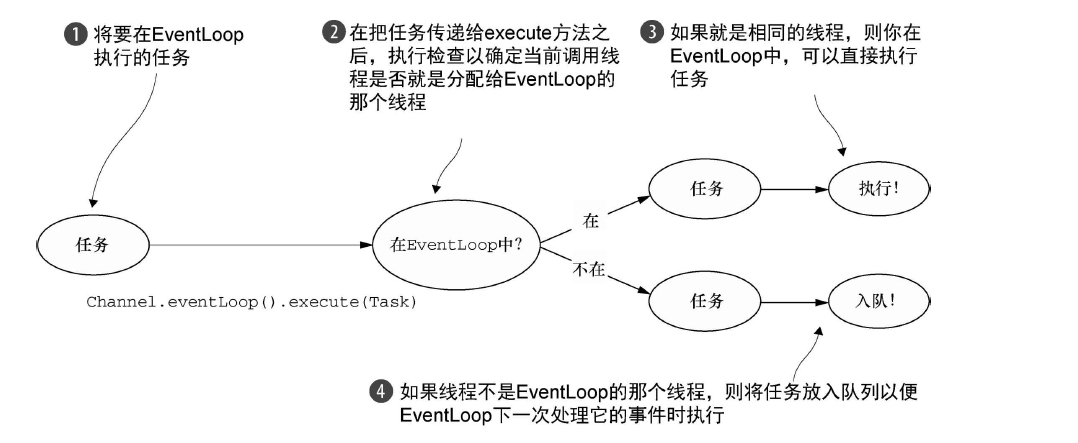 ❶ 将要在EventLoop
执行的任务
❷ 在把任务传递给execute方法之
后，执行检查以确定当前调用线
程是否就是分配给EventLoop的
那个线程
❸ 如果就是相同的线程，则你在
EventLoop中，可以直接执行
任务
任务
在EventLoop中?
在
任务
执行!
不在
任务
入队!
Channel.eventLoop().execute(Task)
❹ 如果线程不是EventLoop的那个线程，则将任务放入队列以便
EventLoop下一次处理它的事件时执行